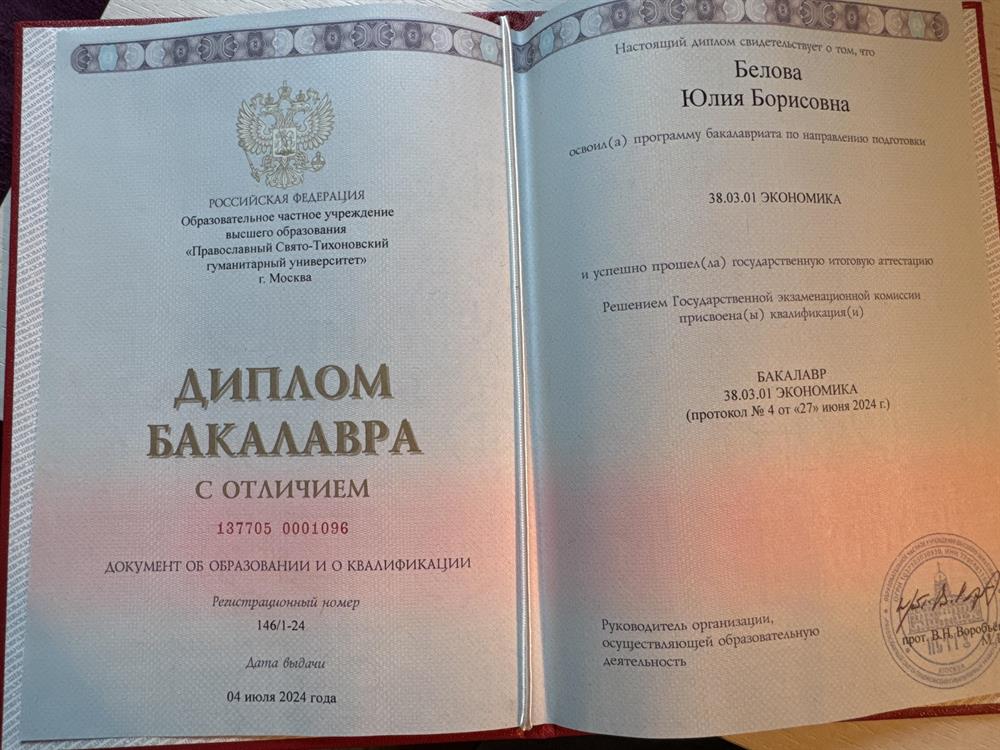 РОССИЙСКАЯ ФЕДЕРАЦИЯ
Образовательное частное учреждение
высшего образования
«Православный Свято-Тихоновский
гуманитарный университет»
г. Москва
ДИПЛОМ
БАКАЛАВРА
С ОТЛИЧИЕМ
137705 0001096
ДОКУМЕНТ ОБ ОБРАЗОВАНИИ И О КВАЛИФИКАЦИИ
Регистрационный номер
146/1-24
Дата выдачи
04 июля 2024 года
Настоящий диплом свидетельствует о том, что
Белова
Юлия Борисовна
освоил(а) программу бакалавриата по направлению подготовки
38.03.01 ЭКОНОМИКА
и успешно прошел(ла) государственную итоговую аттестацию
Решением Государственной экзаменационной комиссии
присвоена(ы) квалификация(и)
БАКАЛАВР
38.03.01 ЭКОНОМИКА
(протокол № 4 от «27» июня 2024 г.)
Руководитель организации,
осуществляющей образовательную
деятельность
прот. В.Н. Воробьев
М
ПСТГУ
МОСКВА